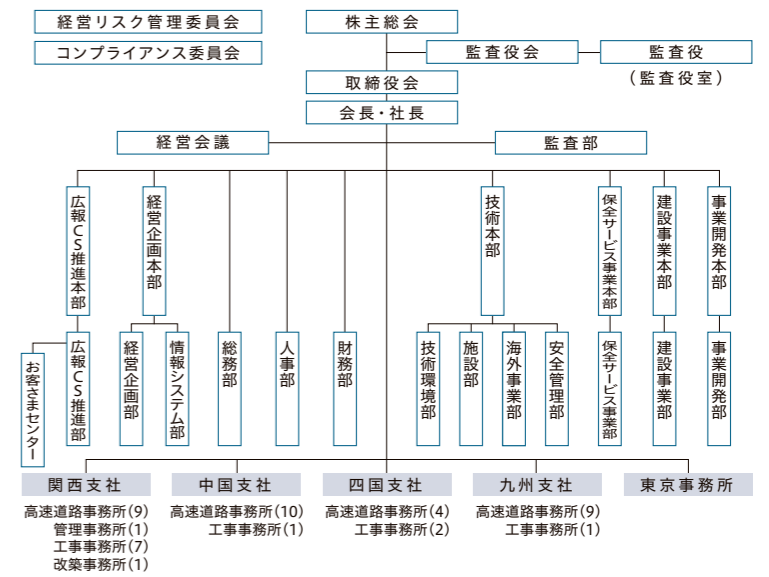 経営リスク管理委員会
コンプライアンス委員会
株主総会
監査役会
監査役
(監査役室)
取締役会
会長・社長
経営会議
監査部
広報CS推進本部
経営企画本部
技術本部
保全サービス事業本部
建設事業本部
事業開発本部
お客さまセンター
広報CS推進部
経営企画部
情報システム部
総務部
人事部
財務部
技術環境部
施設部
海外事業部
安全管理部
保全サービス事業部
建設事業部
事業開発部
関西支社
高速道路事務所(9)
管理事務所(1)
工事事務所(7)
改築事務所(1)
中国支社
高速道路事務所(10)
工事事務所(1)
四国支社
高速道路事務所(4)
工事事務所(2)
九州支社
高速道路事務所(9)
工事事務所(1)
東京事務所